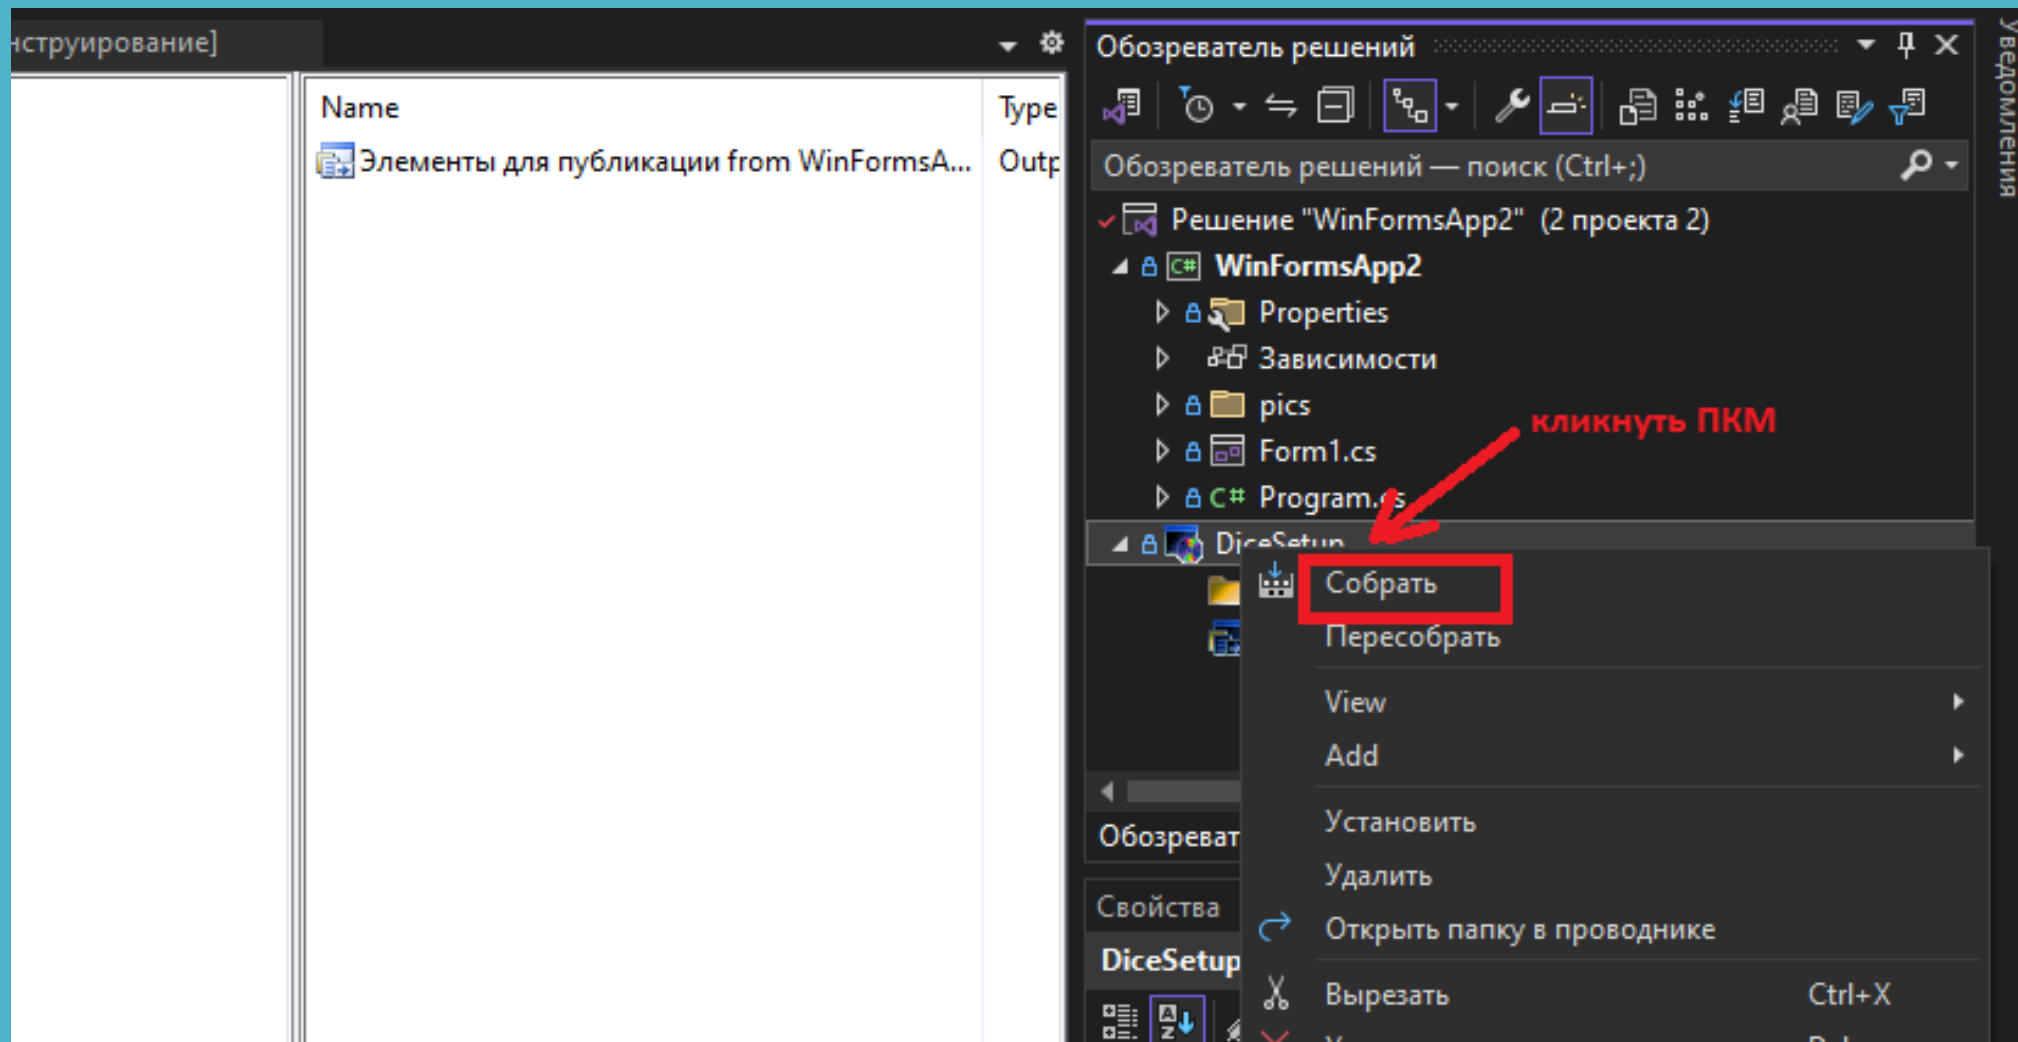 нструирование]
Name
Type
Элементы для публикации from WinFormsA...
Outp
Обозреватель решений
Обозреватель решений — поиск (Ctrl+;)
Решение "WinFormsApp2" (2 проекта 2)
C# WinFormsApp2
Properties
Зависимости
pics
Form1.cs
C# Program.cs
DiceSetup
кликнуть ПКМ
Собрать
Пересобрать
View
Add
Установить
Удалить
Открыть папку в проводнике
Вырезать Ctrl+X
Обозреват
Свойства
DiceSetup
Уведомления